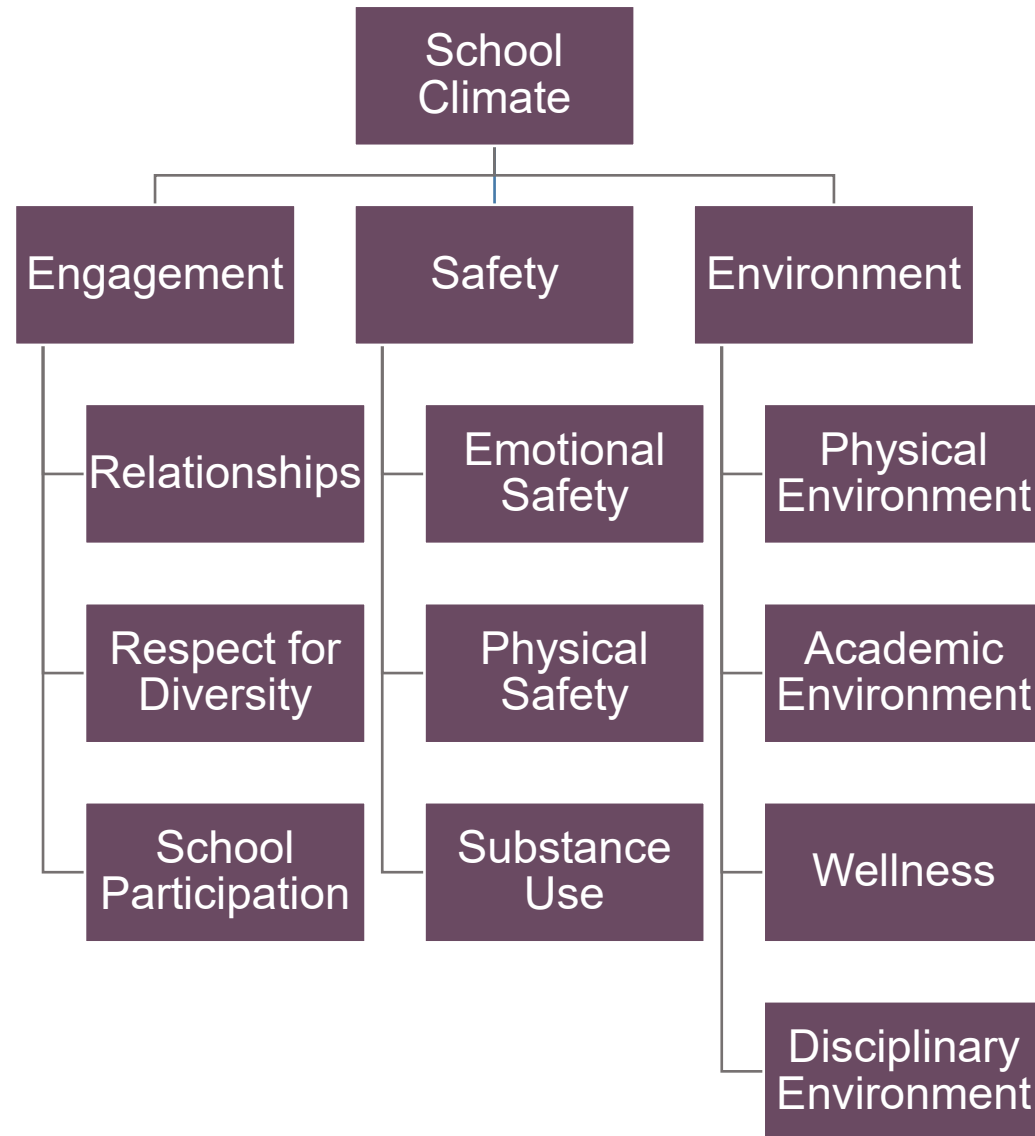 School
Climate
Engagement
Safety
Environment
Relationships
Emotional
Safety
Physical
Environment
Respect for
Diversity
Physical
Safety
Academic
Environment
School
Participation
Substance
Use
Wellness
Disciplinary
Environment